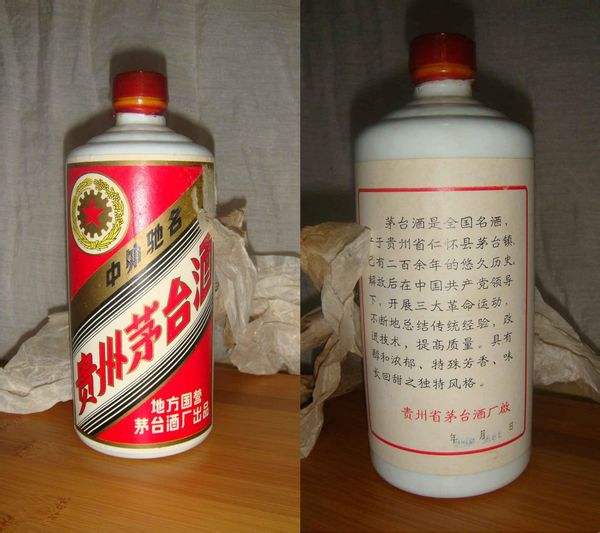 中國馳名
贵州茅台酒
地方国营
茅台酒厂出品
茅台酒是全国名酒，
产于贵州省仁怀县茅台镇，
已有二百余年的悠久历史，
解放后在中国共产党领导
下，开展三大革命运动，
不断地总结传统经验，改
进技术，提高质量。具有
醇和浓郁，特殊芳香，味
长回甜之独特风格。
贵州省茅台酒厂啟
年 月 日